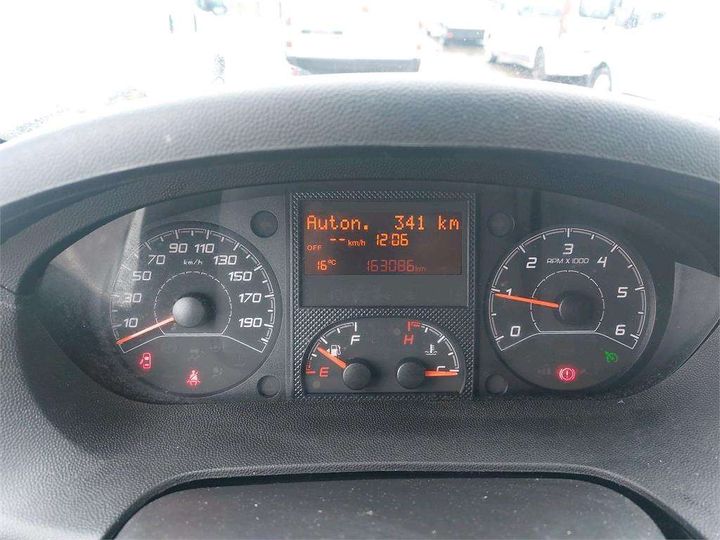 Auton. 341 km
OFF --km/h 12:06
16°C 163086km
10 30 50 70 90 110 130 150 170 190
km/h
E F
H C
0 1 2 3 4 5 6
RPM X 1000